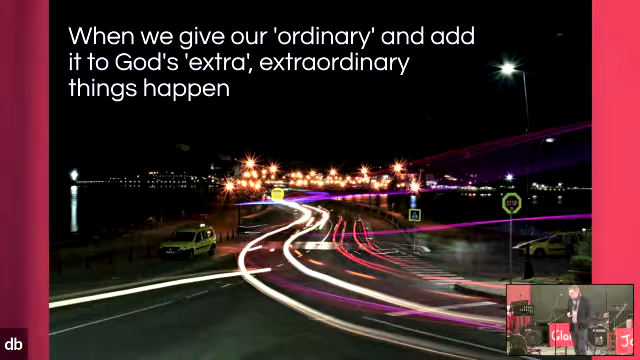 When we give our 'ordinary' and add
it to God's 'extra', extraordinary
things happen
STOP
db